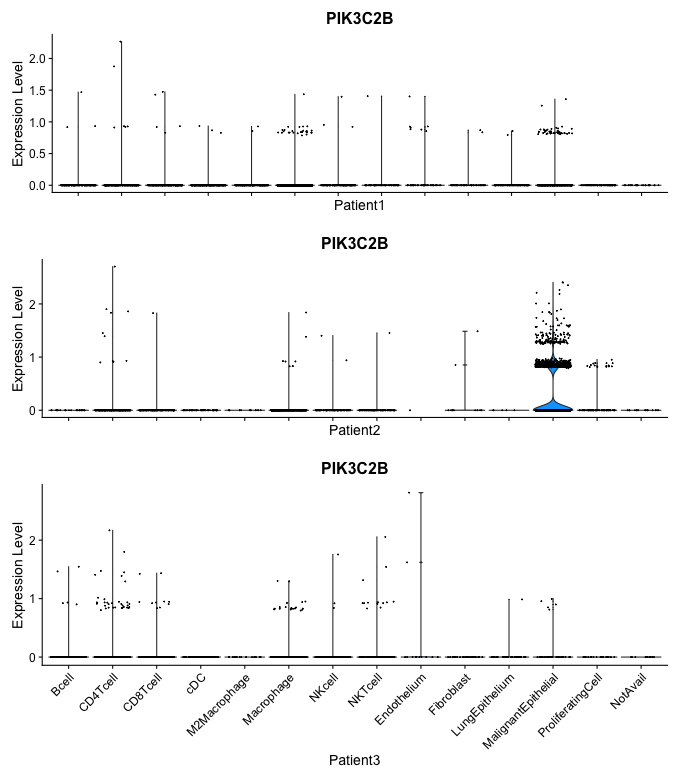 PIK3C2B
Expression Level
2.0
1.5
1.0
0.5
0.0
Patient1
PIK3C2B
Expression Level
2
1
0
Patient2
PIK3C2B
Expression Level
2
1
0
Bcell
CD4Tcell
CD8Tcell
cDC
M2Macrophage
Macrophage
NKcell
NKTcell
Endothelium
Fibroblast
LungEpithelium
MalignantEpithelial
ProliferatingCell
NotAvail
Patient3